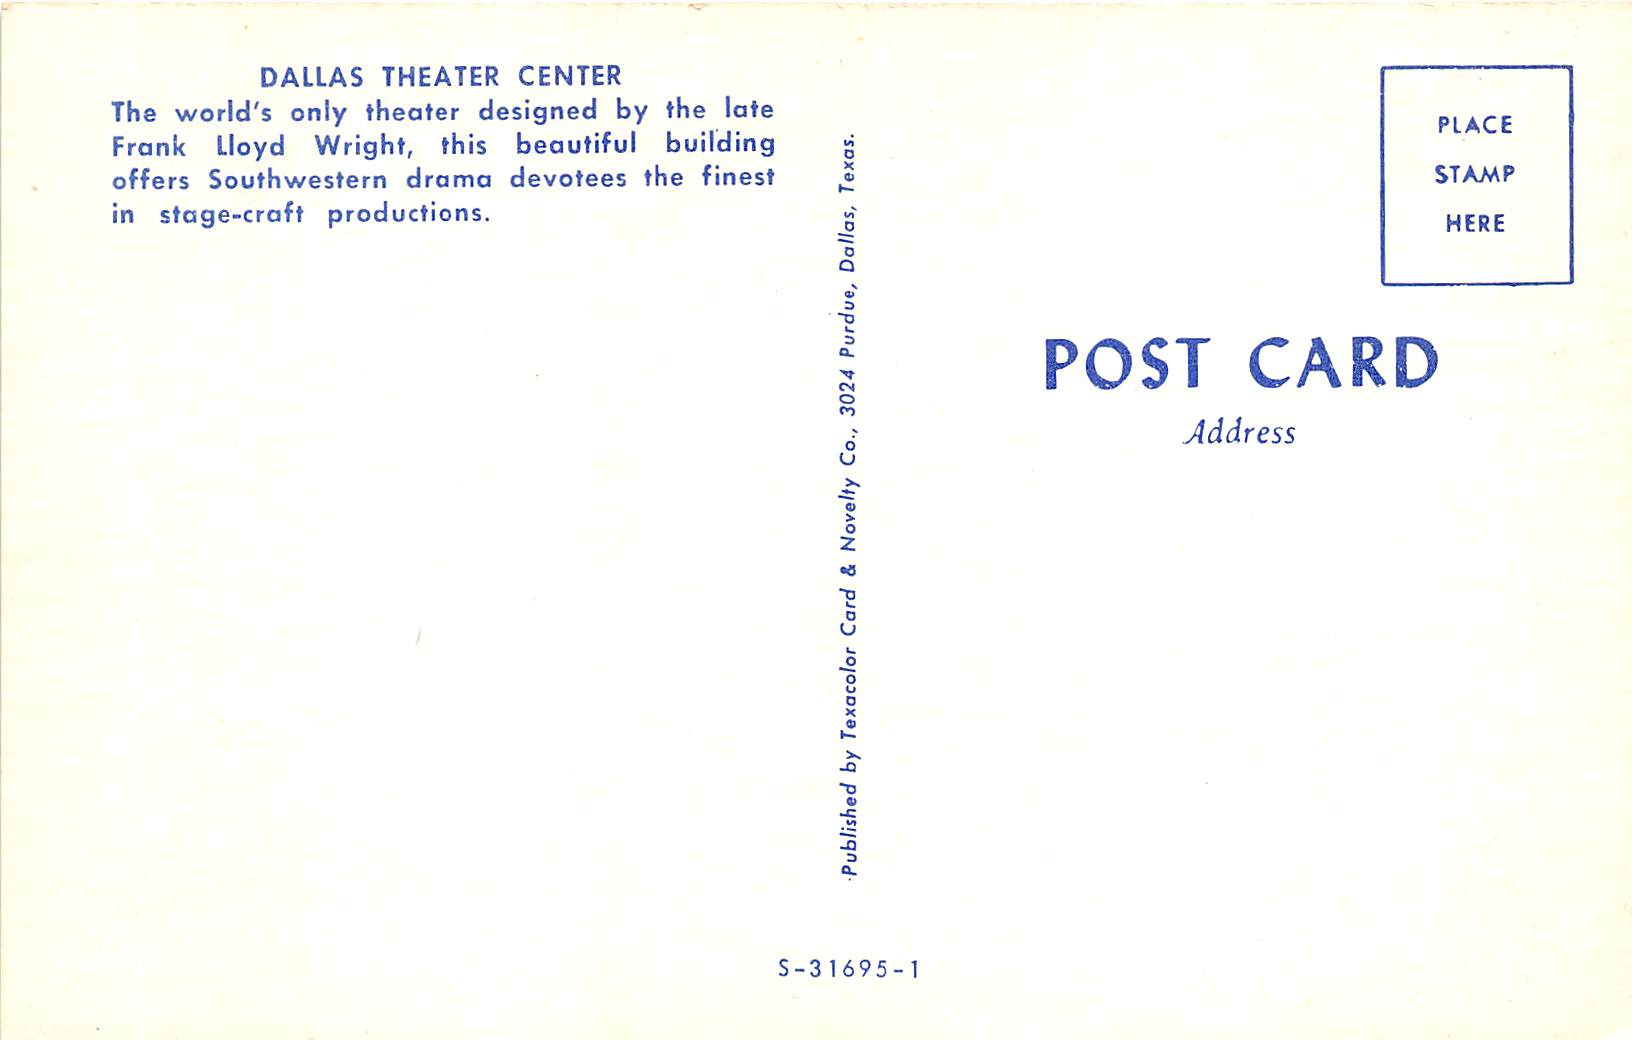 DALLAS THEATER CENTER
The world's only theater designed by the late
Frank Lloyd Wright, this beautiful building
offers Southwestern drama devotees the finest
in stage-craft productions.
Published by Texacolor Card & Novelty Co., 3024 Purdue, Dallas, Texas.
PLACE
STAMP
HERE
POST CARD
Address
S-31695-1